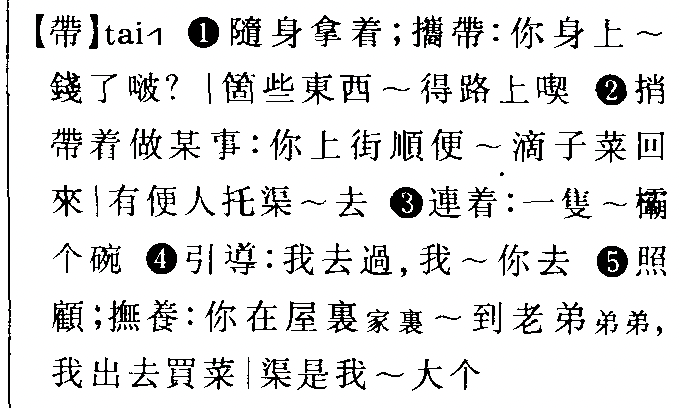 【帶】tai˧ ❶隨身拿着；攜帶：你身上～
錢了啵？|箇些東西～得路上喫 ❷捎
帶着做某事：你上街順便～滴子菜回
來|有便人托渠～去 ❸連着：一隻～欛
个碗 ❹引導：我去過，我～你去 ❺照
顧；撫養：你在屋裏家裏～到老弟弟弟，
我出去買菜|渠是我～大个